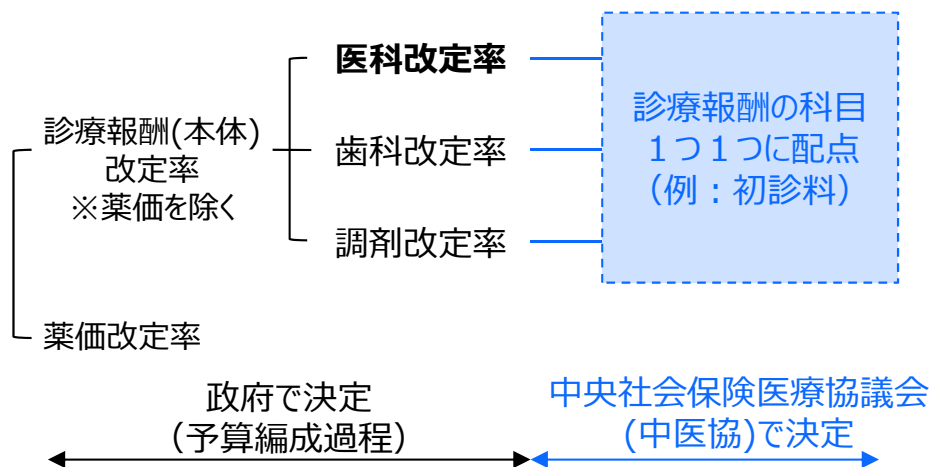 医科改定率
診療報酬(本体)
改定率
※薬価を除く
歯科改定率
調剤改定率
診療報酬の科目
1つ1つに配点
(例:初診料)
薬価改定率
政府で決定
(予算編成過程)
中央社会保険医療協議会
(中医協)で決定